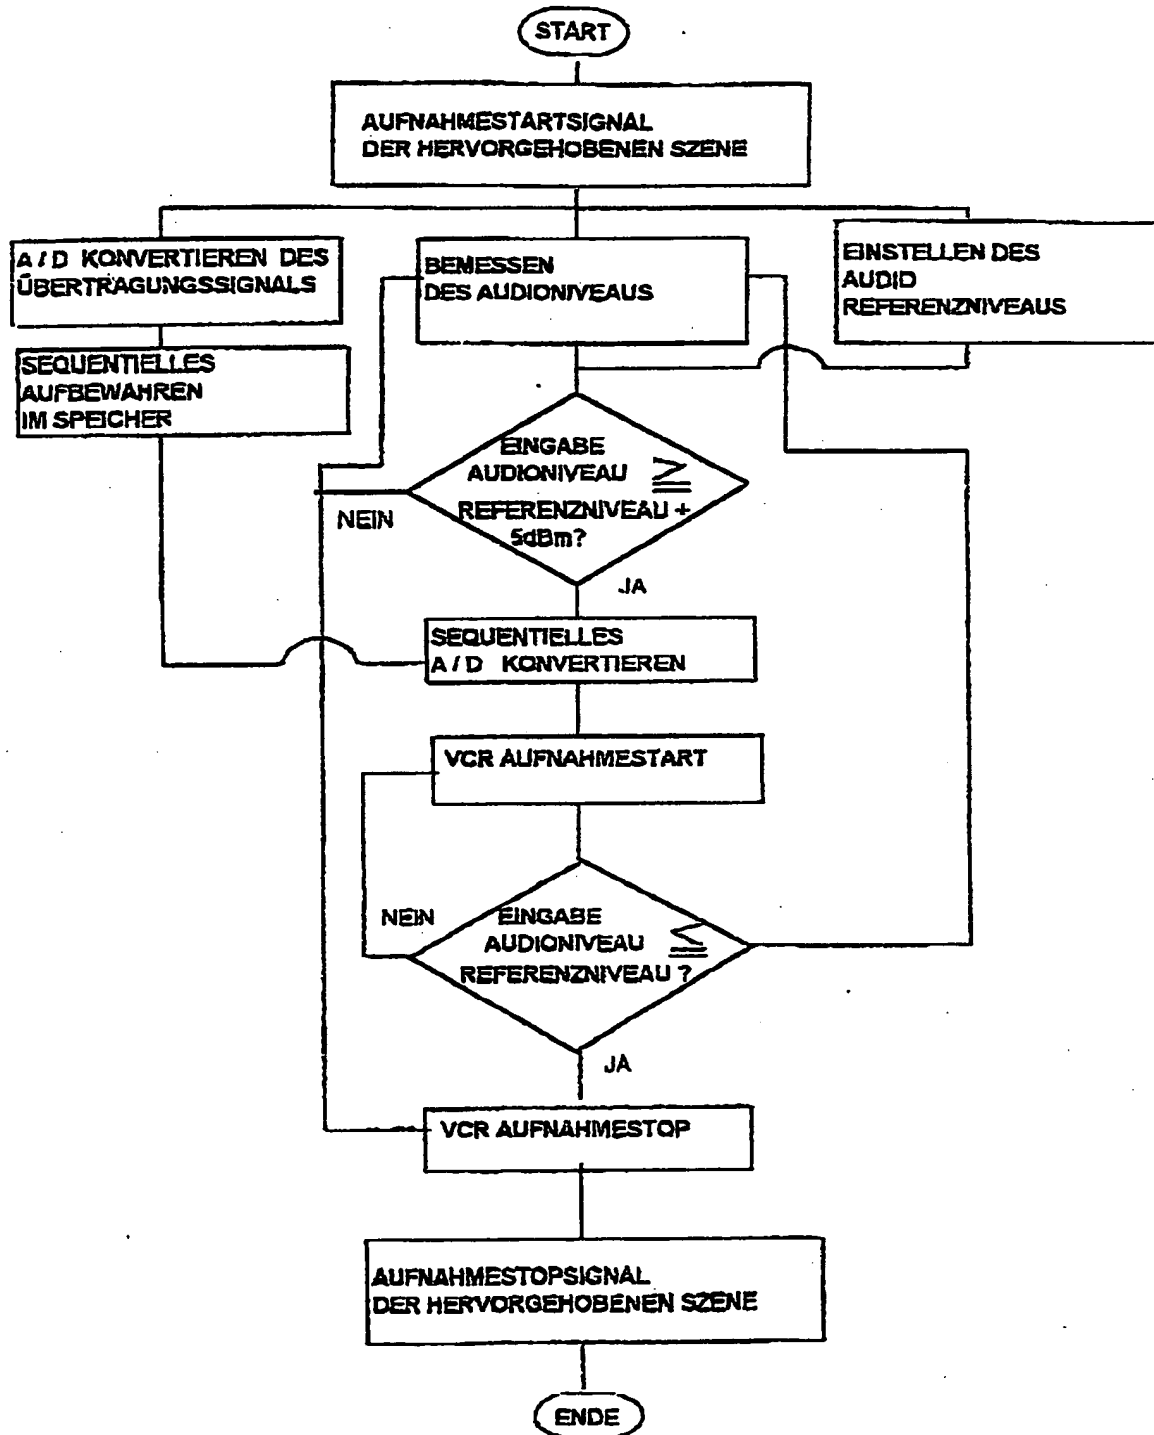 START
AUFNAHMESTARTSIGNAL
DER HERVORGEHOBENEN SZENE
A / D KONVERTIEREN DES
ÜBERTRAGUNGSSIGNALS
BEMESSEN
DES AUDIONIVEAUS
EINSTELLEN DES
AUDID
REFERENZNIVEAUS
SEQUENTIELLES
AUFBEWAHREN
IM SPEICHER
EINGABE
AUDIONIVEAU ≧
REFERENZNIVEAU +
5dBm?
NEIN
JA
SEQUENTIELLES
A / D KONVERTIEREN
VCR AUFNAHMESTART
NEIN
EINGABE
AUDIONIVEAU ≦
REFERENZNIVEAU ?
JA
VCR AUFNAHMESTOP
AUFNAHMESTOPSIGNAL
DER HERVORGEHOBENEN SZENE
ENDE